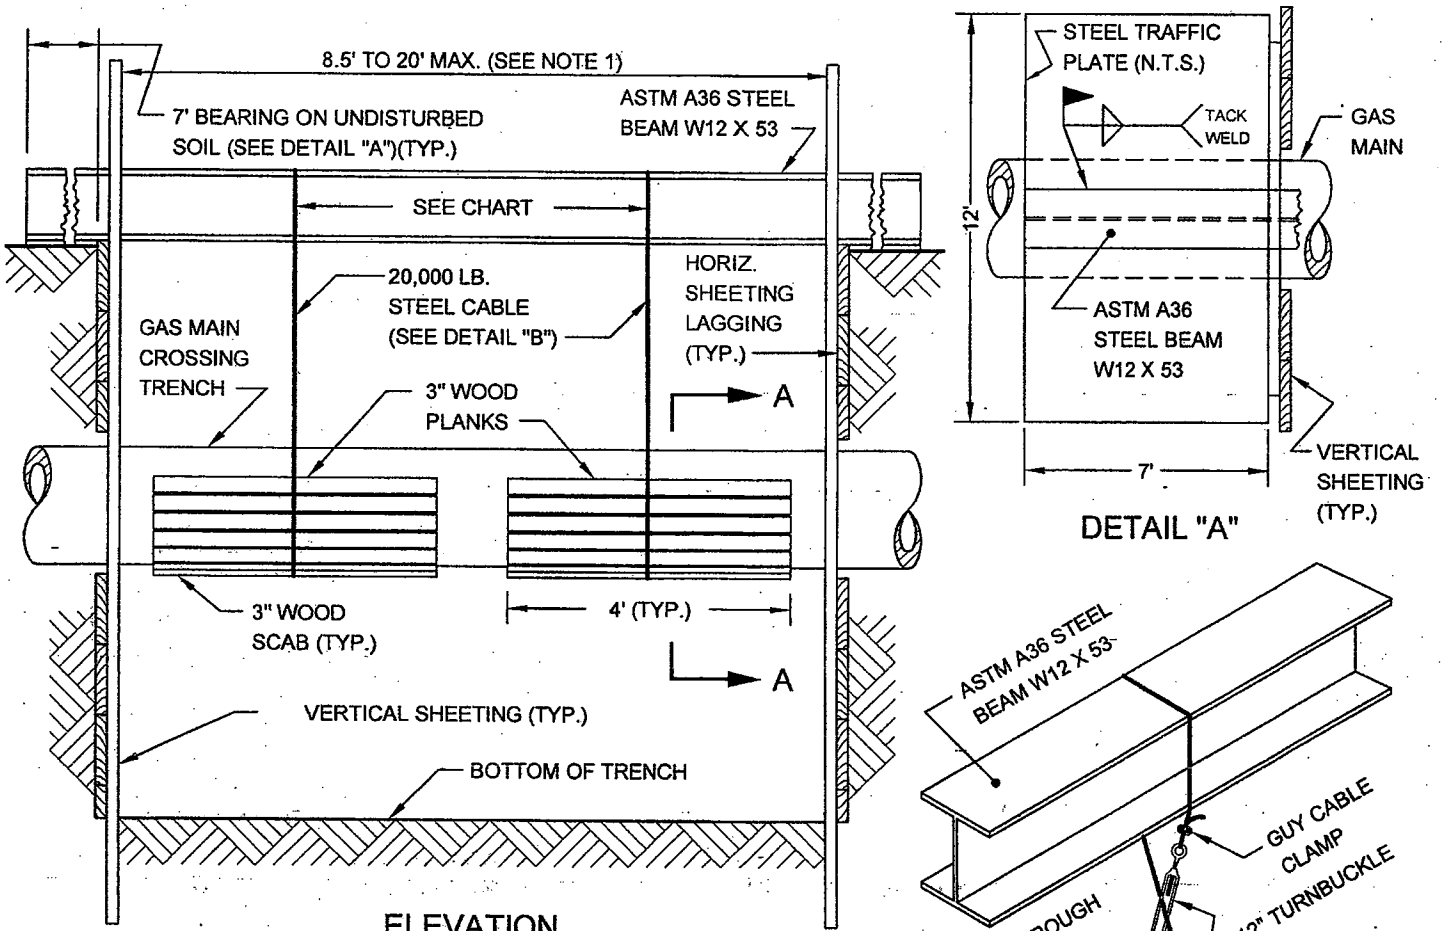 8.5' TO 20' MAX. (SEE NOTE 1)
7' BEARING ON UNDISTURBED
SOIL (SEE DETAIL "A")(TYP.)
ASTM A36 STEEL
BEAM W12 X 53
SEE CHART
20,000 LB.
STEEL CABLE
(SEE DETAIL "B")
HORIZ.
SHEETING
LAGGING
(TYP.)
GAS MAIN
CROSSING
TRENCH
3" WOOD
PLANKS
A
3" WOOD
SCAB (TYP.)
4' (TYP.)
A
VERTICAL SHEETING (TYP.)
BOTTOM OF TRENCH
ELEVATION
STEEL TRAFFIC
PLATE (N.T.S.)
TACK
WELD
GAS
MAIN
12'
ASTM A36
STEEL BEAM
W12 X 53
7'
VERTICAL
SHEETING
(TYP.)
DETAIL "A"
ASTM A36 STEEL
BEAM W12 X 53
GUY CABLE
CLAMP
TURNBUCKLE